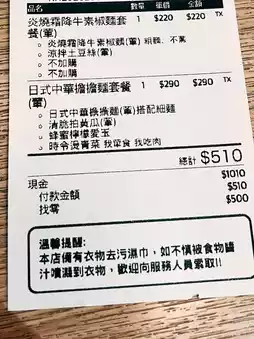 品名 數量 單價 金額
炎燒霜降牛素椒麵套 1 $220 $220 TX
餐(葷)
炎燒霜降牛素椒麵(葷) 粗麵、不蔥
涼拌土豆絲(葷)
不加購
不加購
日式中華擔擔麵套餐 1 $290 $290 TX
(葷)
日式中華擔擔麵(葷)搭配細麵
清脆拍黃瓜(葷)
蜂蜜檸檬愛玉
時令燙青菜 我葷食 我吃肉
總計 $510
現金 $1010
付款金額 $510
找零 $500
溫馨提醒:
本店備有衣物去污濕巾，如不慎被食物醬
汁噴濺到衣物，歡迎向服務人員索取!!